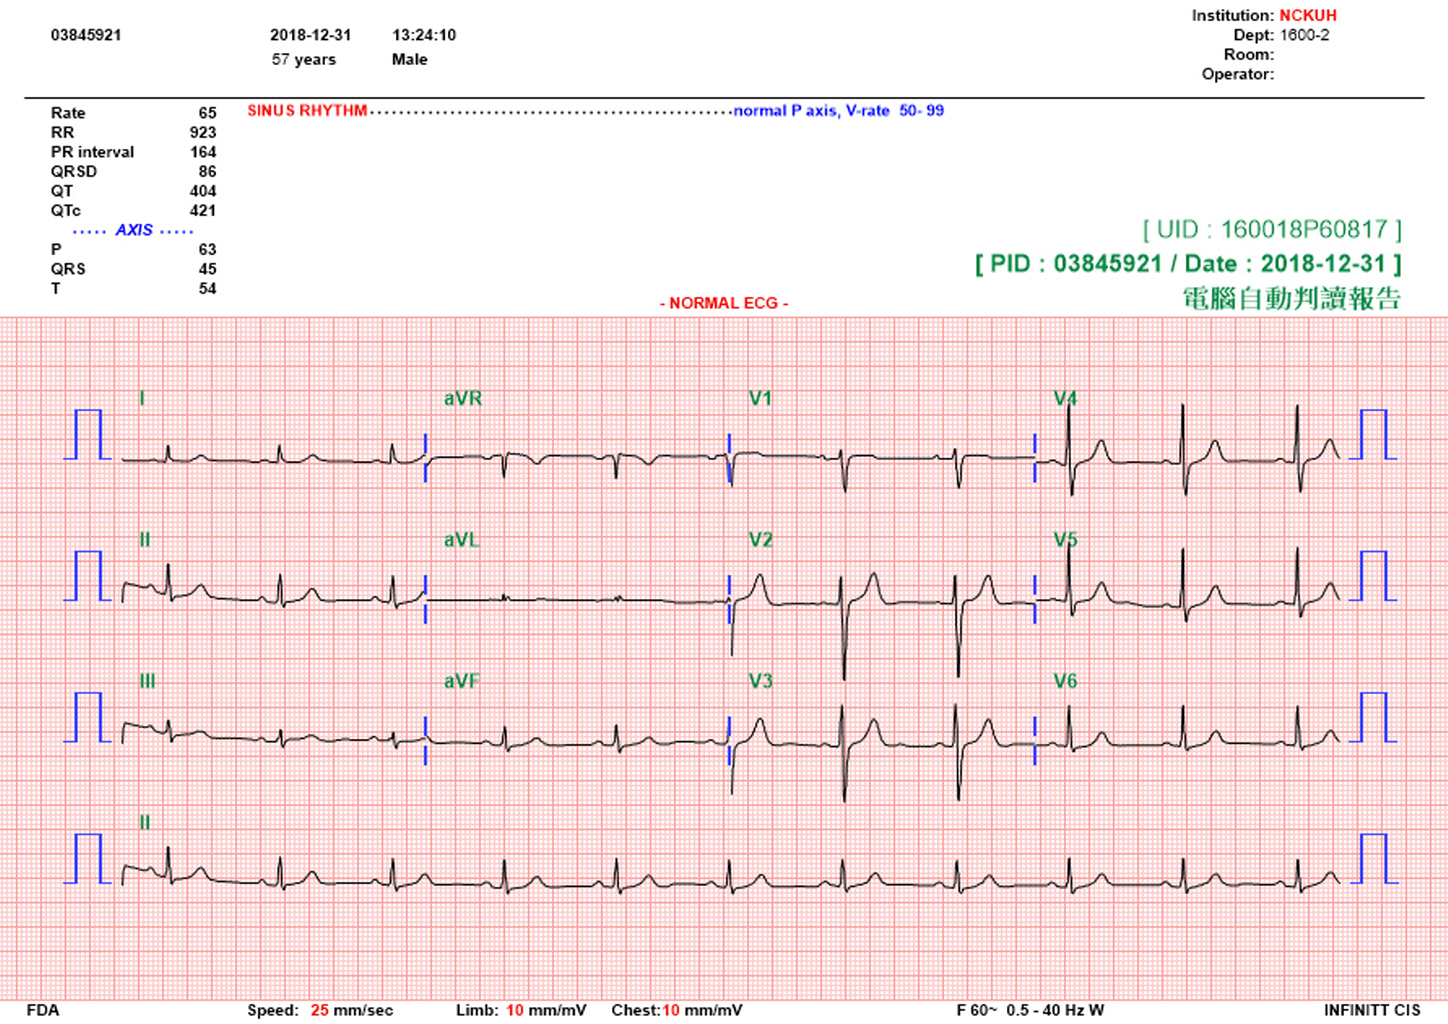 Institution: NCKUH
03845921 2018-12-31 13:24:10 Dept: 1600-2
Room:
57 years Male
Operator:
Rate 65 SINUS RHYTHM normal P axis, V-rate 50- 99
RR 923
PR interval 164
QRSD 86
QT 404
QTc 421
····· AXIS ·····
P 63
QRS 45
T 54
[ UID : 160018P60817 ]
[ PID : 03845921 / Date : 2018-12-31 ]
電腦自動判讀報告
- NORMAL ECG -
I aVR V1 V4
II aVL V2 V5
III aVF V3 V6
II
FDA Speed: 25 mm/sec Limb: 10 mm/mV Chest:10 mm/mV F 60~ 0.5 - 40 Hz W INFINITT CIS